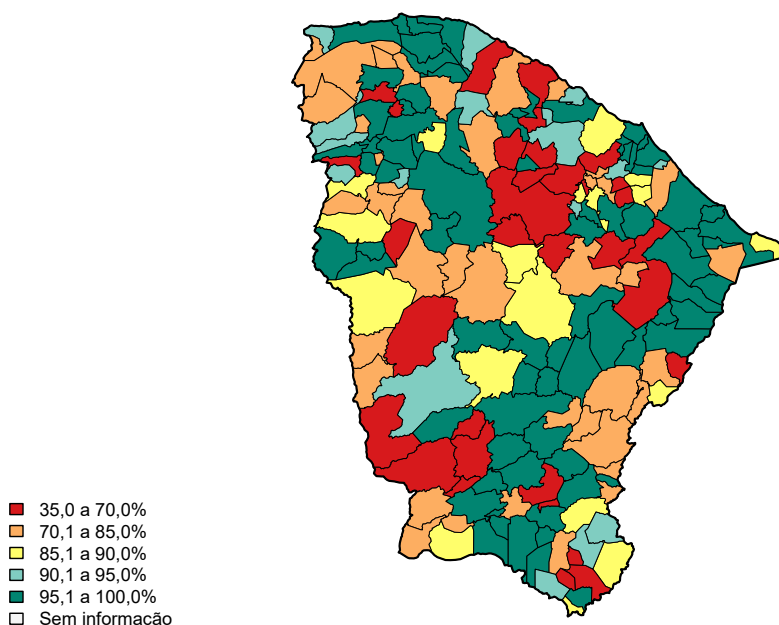 35,0 a 70,0%
70,1 a 85,0%
85,1 a 90,0%
90,1 a 95,0%
95,1 a 100,0%
Sem informação